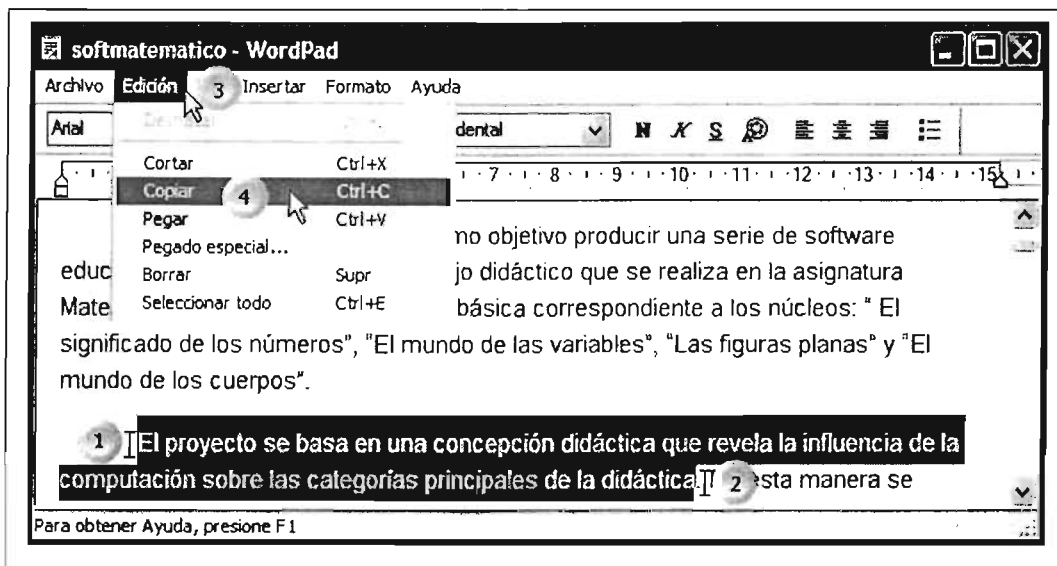 softmatematico - WordPad
Archivo Edición 3 Insertar Formato Ayuda
Arial dental N K S
Deshacer
Cortar Ctrl+X
7 8 9 10 11 12 13 14 15
Copiar 4 Ctrl+C
Pegar Ctrl+V
Pegado especial...
Borrar Supr
Seleccionar todo Ctrl+E
mo objetivo producir una serie de software
educ jo didáctico que se realiza en la asignatura
Mate básica correspondiente a los núcleos: " El
significado de los números", "El mundo de las variables", "Las figuras planas" y "El
mundo de los cuerpos".
1 El proyecto se basa en una concepción didáctica que revela la influencia de la
computación sobre las categorías principales de la didáctica. 2 esta manera se
Para obtener Ayuda, presione F1